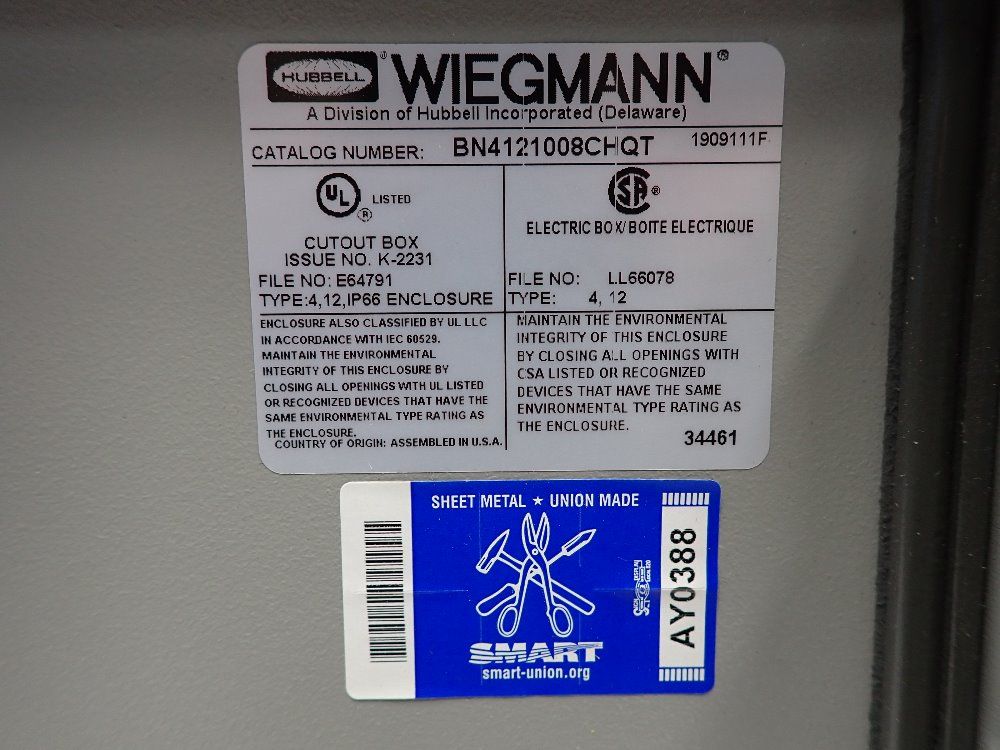 HUBBELL® WIEGMANN®
A Division of Hubbell Incorporated (Delaware)
CATALOG NUMBER: BN4121008CHQT 1909111F
UL LISTED
®
CUTOUT BOX
ISSUE NO. K-2231
FILE NO: E64791
TYPE:4,12,IP66 ENCLOSURE
SA ®
ELECTRIC BOX/BOITE ELECTRIQUE
FILE NO: LL66078
TYPE: 4, 12
ENCLOSURE ALSO CLASSIFIED BY UL LLC
IN ACCORDANCE WITH IEC 60529.
MAINTAIN THE ENVIRONMENTAL
INTEGRITY OF THIS ENCLOSURE BY
CLOSING ALL OPENINGS WITH UL LISTED
OR RECOGNIZED DEVICES THAT HAVE THE
SAME ENVIRONMENTAL TYPE RATING AS
THE ENCLOSURE.
COUNTRY OF ORIGIN: ASSEMBLED IN U.S.A.
MAINTAIN THE ENVIRONMENTAL
INTEGRITY OF THIS ENCLOSURE
BY CLOSING ALL OPENINGS WITH
CSA LISTED OR RECOGNIZED
DEVICES THAT HAVE THE SAME
ENVIRONMENTAL TYPE RATING AS
THE ENCLOSURE.
34461
SHEET METAL ★ UNION MADE
SMART
smart-union.org
AY0388